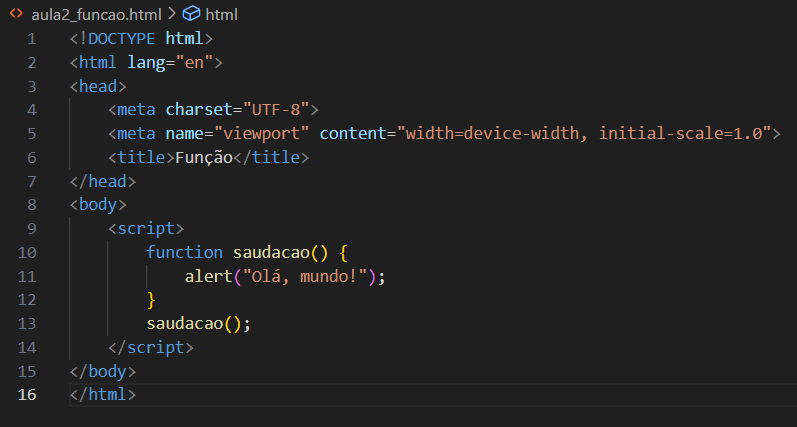 aula2_funcao.html > html
1 <!DOCTYPE html>
2 <html lang="en">
3 <head>
4     <meta charset="UTF-8">
5     <meta name="viewport" content="width=device-width, initial-scale=1.0">
6     <title>Função</title>
7 </head>
8 <body>
9     <script>
10         function saudacao() {
11             alert("Olá, mundo!");
12         }
13         saudacao();
14     </script>
15 </body>
16 </html>